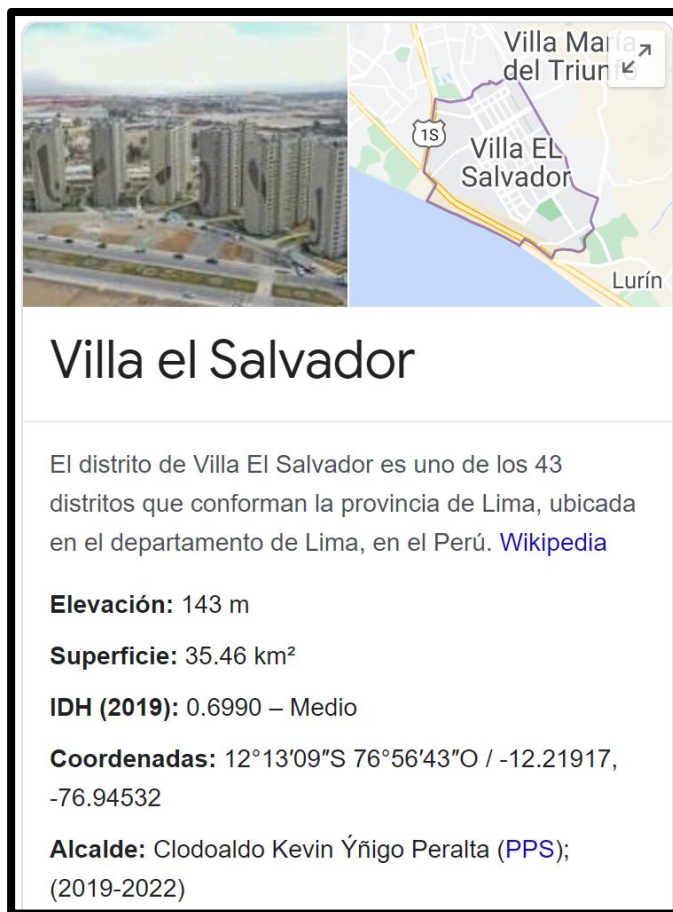 Villa María
del Triunfo
1S
Villa EL
Salvador
Lurín
Villa el Salvador
El distrito de Villa El Salvador es uno de los 43
distritos que conforman la provincia de Lima, ubicada
en el departamento de Lima, en el Perú. Wikipedia
Elevación: 143 m
Superficie: 35.46 km²
IDH (2019): 0.6990 – Medio
Coordenadas: 12°13′09″S 76°56′43″O / -12.21917,
-76.94532
Alcalde: Clodoaldo Kevin Ýñigo Peralta (PPS);
(2019-2022)